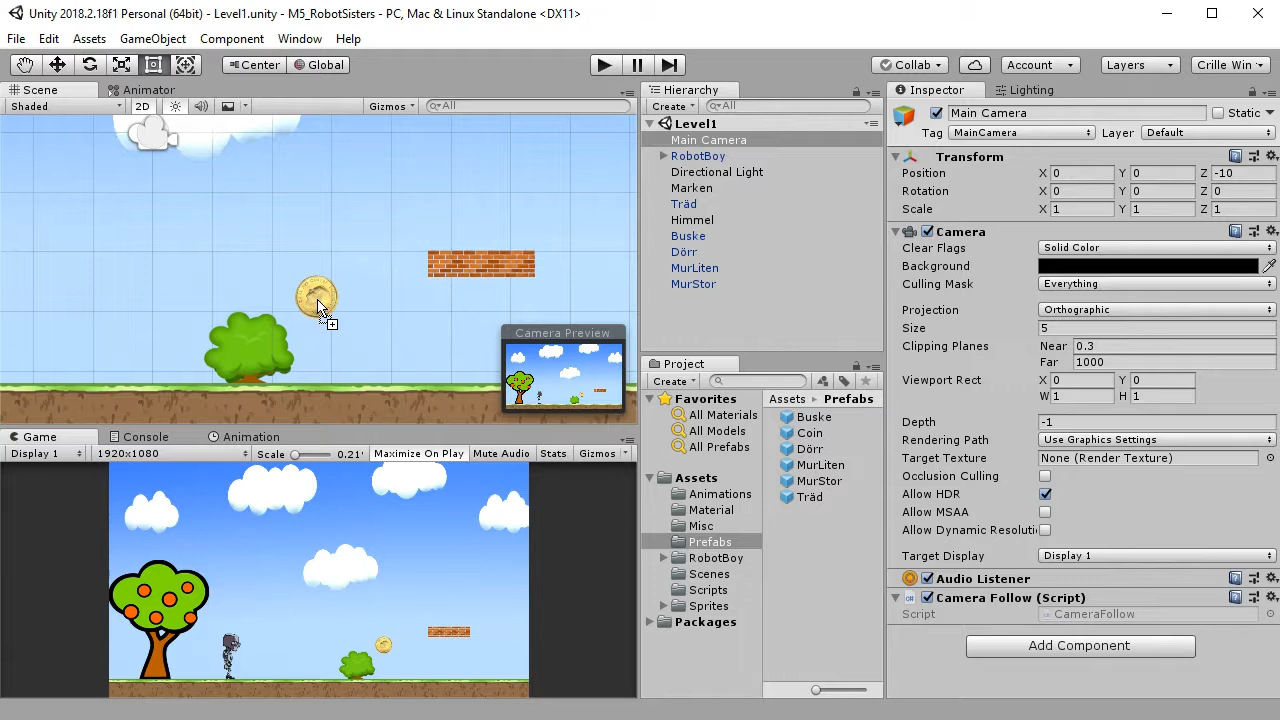 Unity 2018.2.18f1 Personal (64bit) - Level1.unity - M5_RobotSisters - PC, Mac & Linux Standalone <DX11>
File Edit Assets GameObject Component Window Help
Center Global Collab Account Layers Crille Win
Scene Animator
Shaded 2D Gizmos All
Camera Preview
Game Console Animation
Display 1 1920x1080 Scale 0.21' Maximize On Play Mute Audio Stats Gizmos
Hierarchy
Create All
Level1
Main Camera
RobotBoy
Directional Light
Marken
Träd
Himmel
Buske
Dörr
MurLiten
MurStor
Project
Create
Favorites
All Materials
All Models
All Prefabs
Assets
Animations
Material
Misc
Prefabs
RobotBoy
Scenes
Scripts
Sprites
Packages
Assets Prefabs
Buske
Coin
Dörr
MurLiten
MurStor
Träd
Inspector Lighting
Main Camera Static
Tag MainCamera Layer Default
Transform
Position X 0 Y 0 Z -10
Rotation X 0 Y 0 Z 0
Scale X 1 Y 1 Z 1
Camera
Clear Flags Solid Color
Background
Culling Mask Everything
Projection Orthographic
Size 5
Clipping Planes Near 0.3
Far 1000
Viewport Rect X 0 Y 0
W 1 H 1
Depth -1
Rendering Path Use Graphics Settings
Target Texture None (Render Texture)
Occlusion Culling
Allow HDR
Allow MSAA
Allow Dynamic Resoluti
Target Display Display 1
Audio Listener
Camera Follow (Script)
Script CameraFollow
Add Component